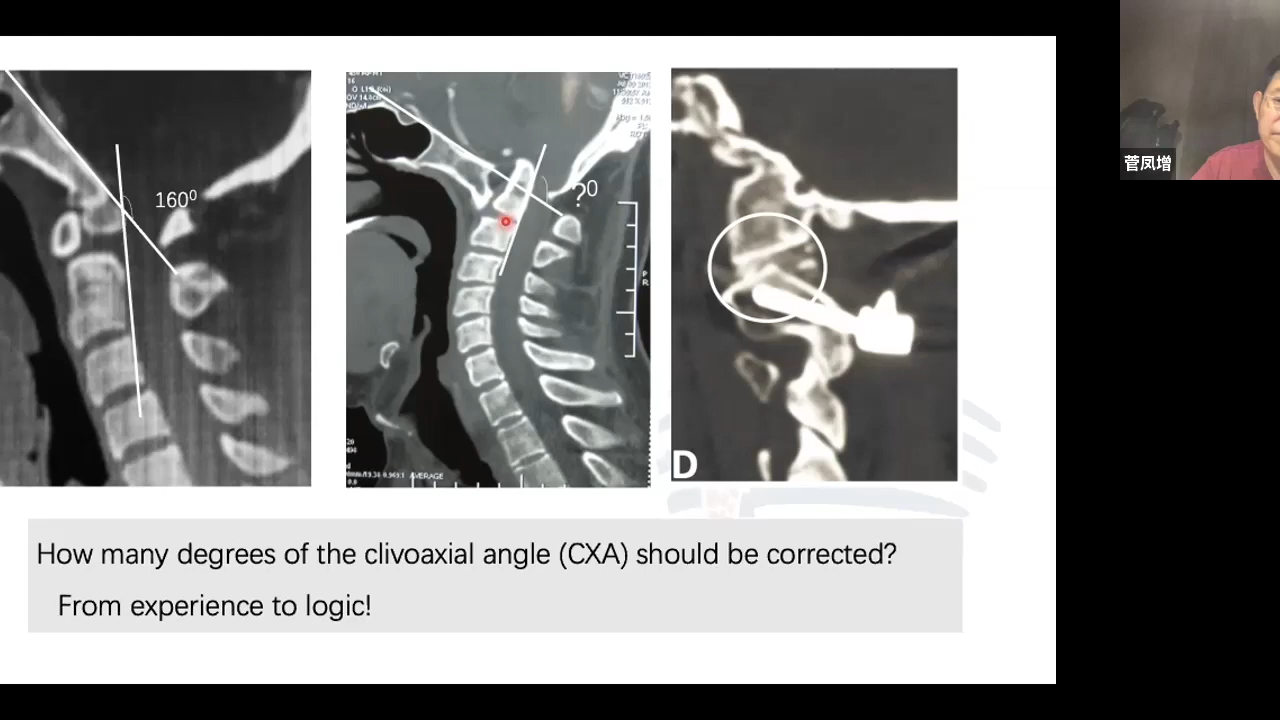 160⁰
?⁰
D
P
R
AVERAGE
How many degrees of the clivoaxial angle (CXA) should be corrected?
From experience to logic!
菅凤增